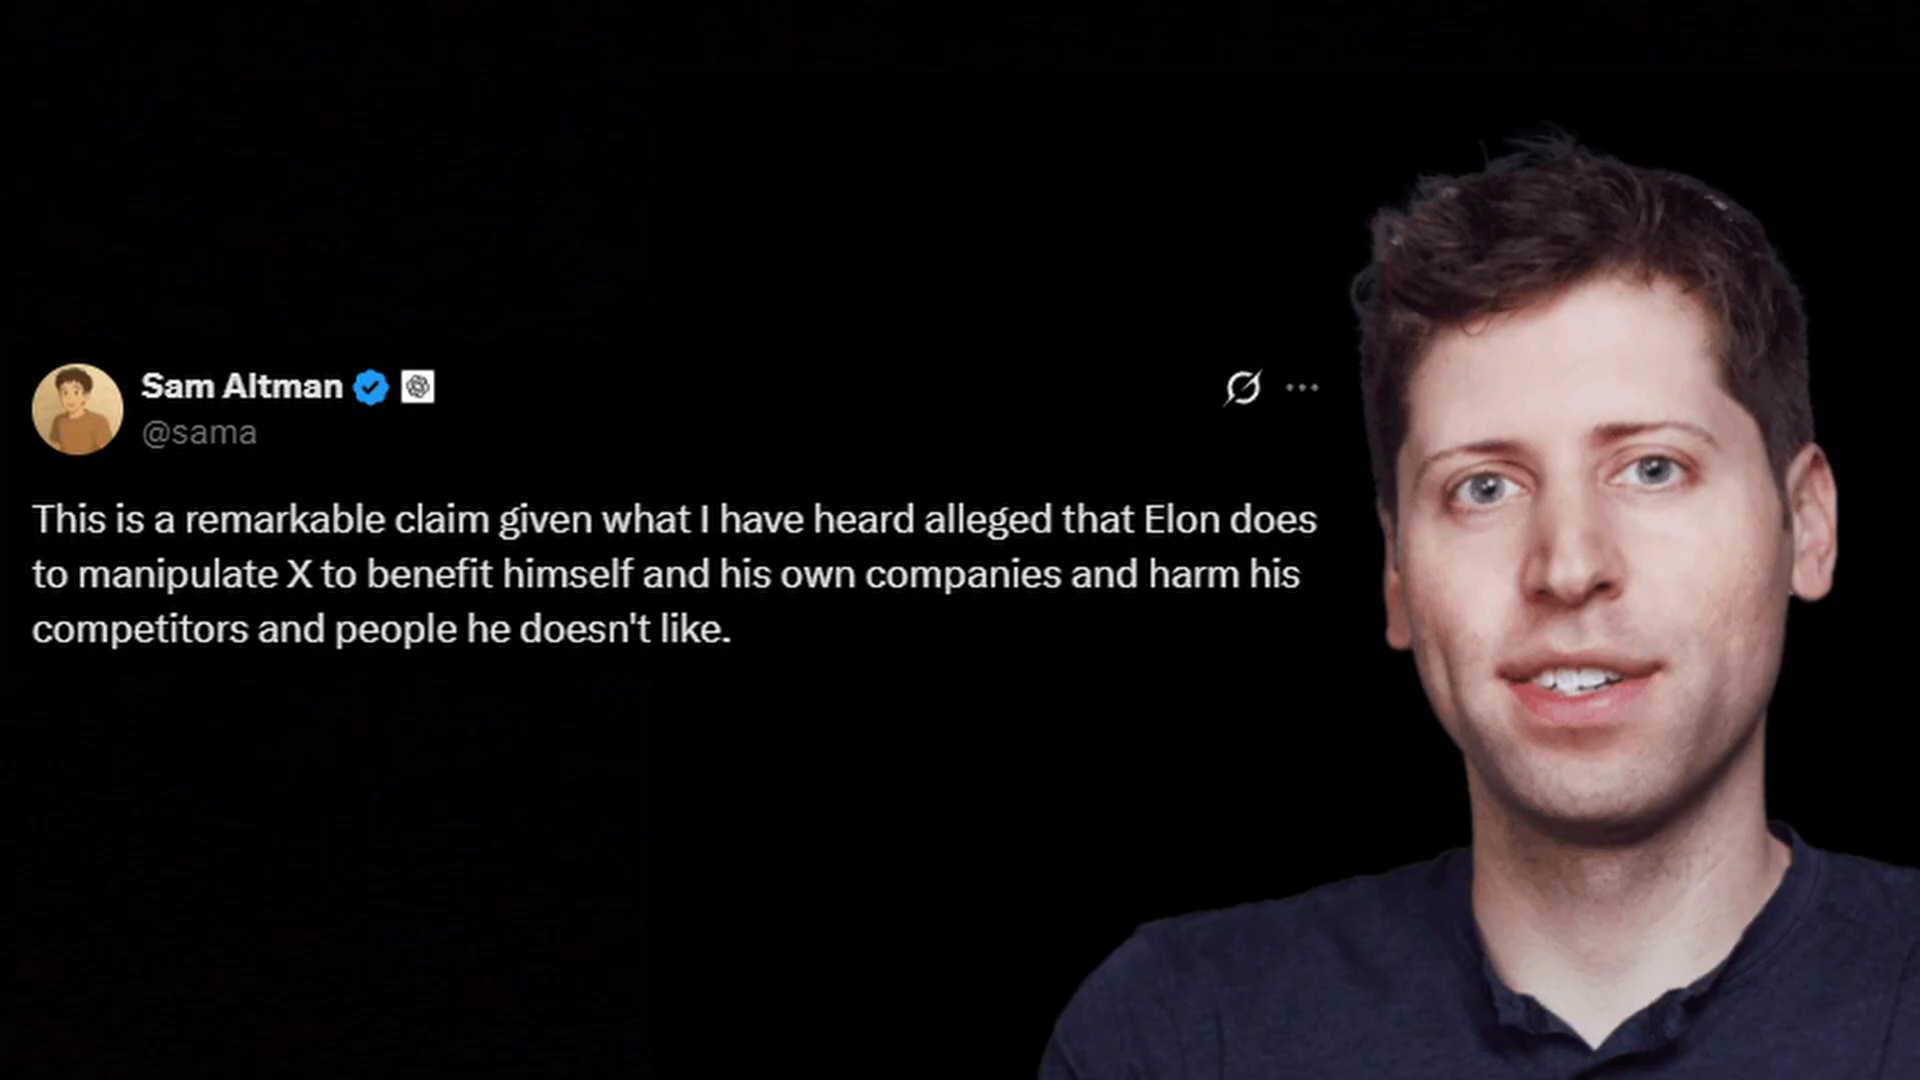 Sam Altman
@sama
This is a remarkable claim given what I have heard alleged that Elon does
to manipulate X to benefit himself and his own companies and harm his
competitors and people he doesn't like.